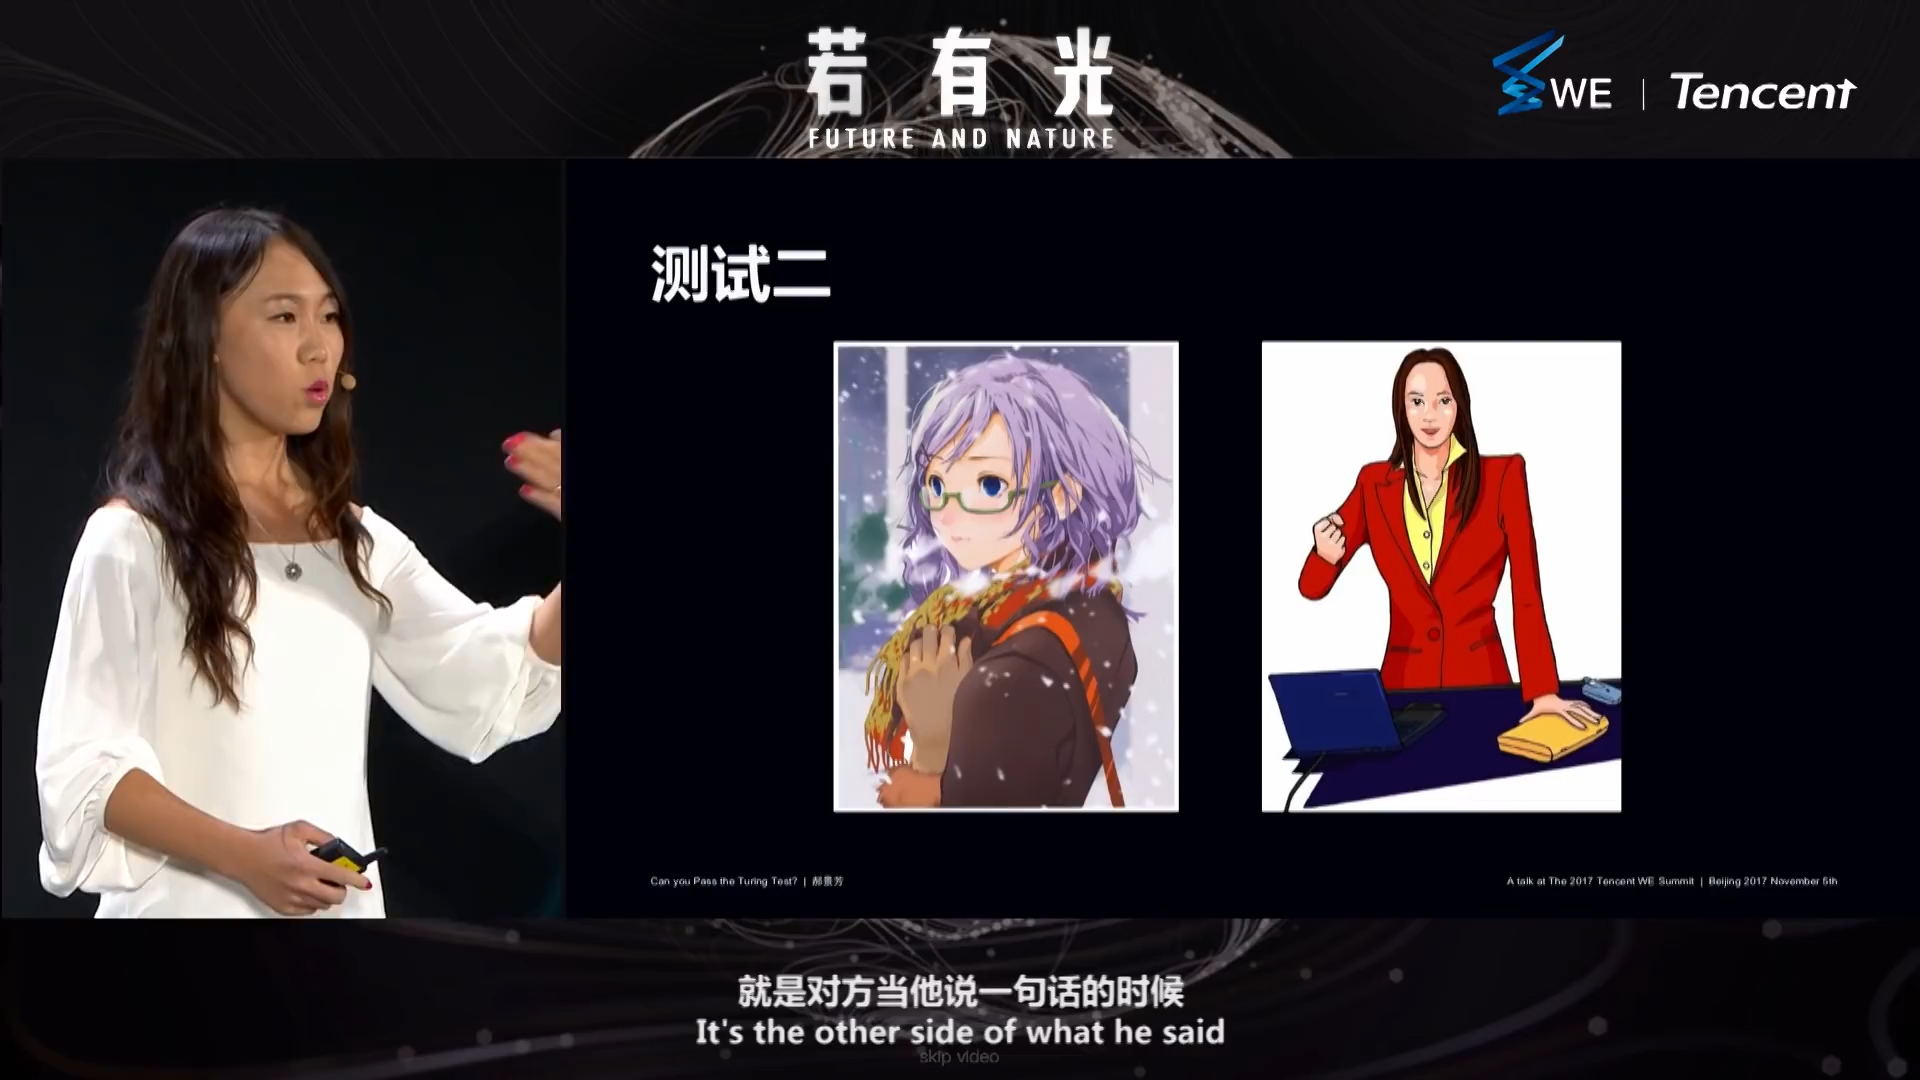 若有光
FUTURE AND NATURE
WE | Tencent
测试二
Can you Pass the Turing Test? | 郝景芳
A talk at The 2017 Tencent WE Summit | Beijing 2017 November 5th
就是对方当他说一句话的时候
It's the other side of what he said
skip video